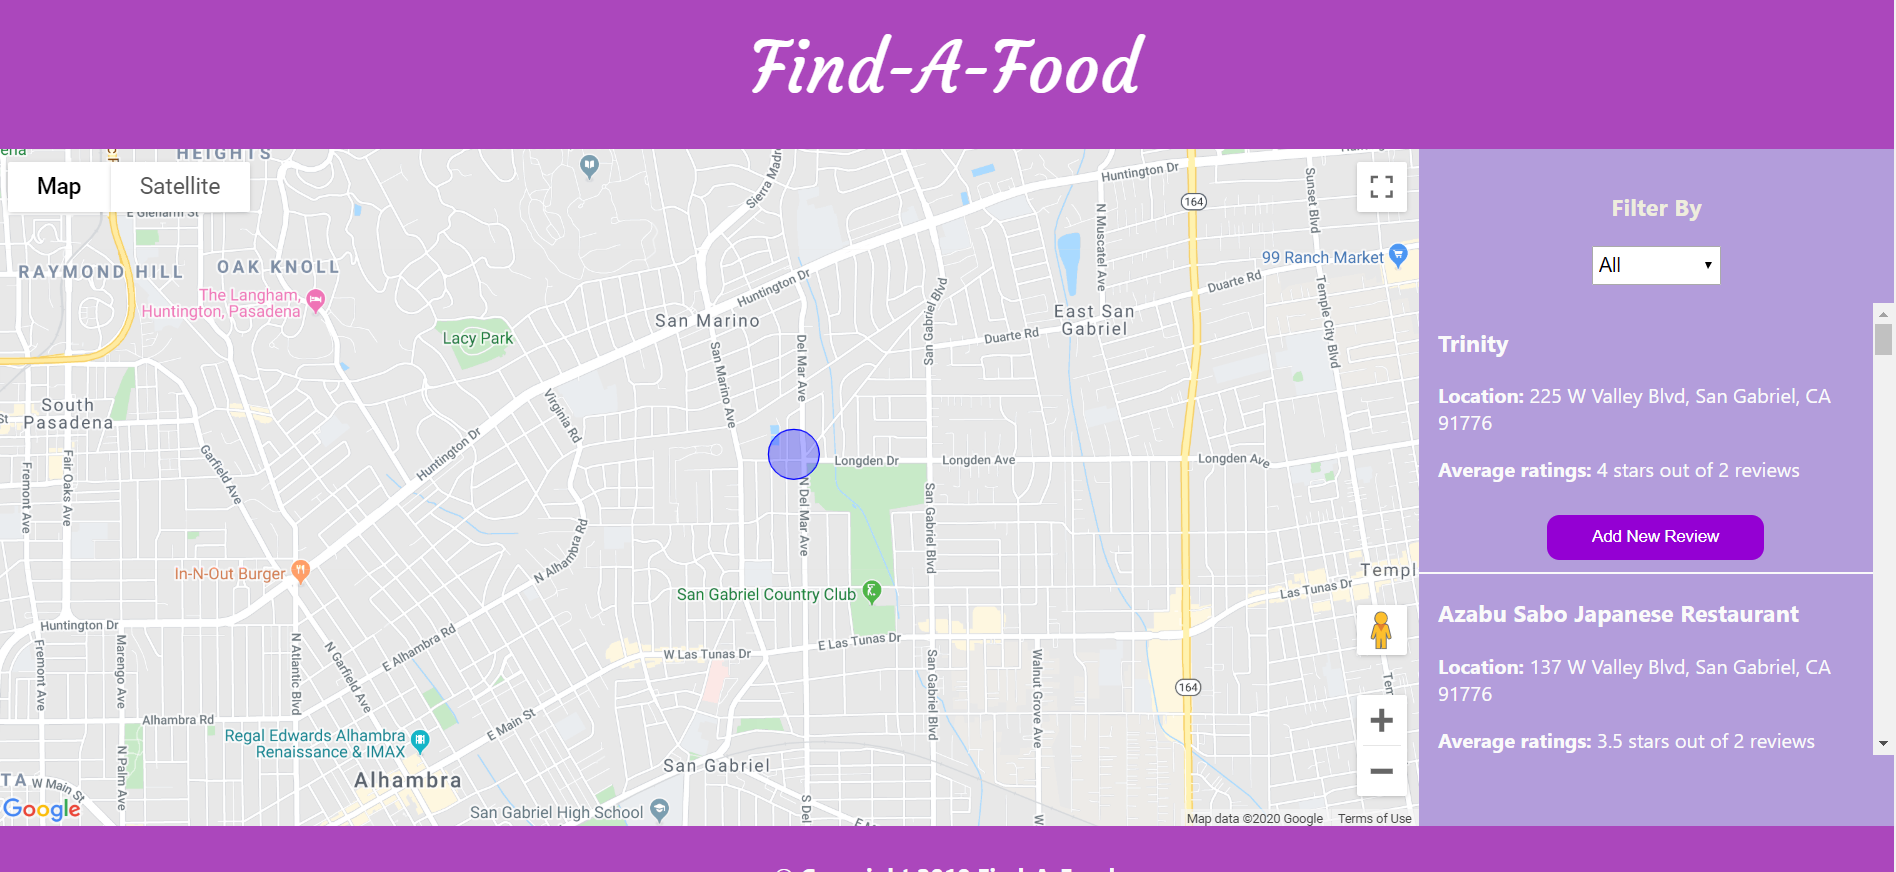 Find-A-Food
Map
Satellite
HEIGHTS
E Glenarm St
RAYMOND HILL
OAK KNOLL
The Langham,
Huntington, Pasadena
Lacy Park
San Marino
Huntington Dr
Huntington Dr
Sierra Madr
164
Sunset Blvd
N Muscatel Ave
99 Ranch Market
Duarte Rd
Temple City Blvd
East San
Gabriel
Duarte Rd
San Gabriel Blvd
Del Mar Ave
San Marino Ave
Virginia Rd
South
Pasadena
St
Fremont Ave
Fair Oaks Ave
Garfield Ave
Huntington Dr
Longden Dr
Longden Ave
Longden Ave
N Del Mar Ave
San Gabriel Blvd
N Alhambra Rd
In-N-Out Burger
San Gabriel Country Club
Templ
Las Tunas Dr
Huntington Dr
Fremont Ave
Marengo Ave
N Atlantic Blvd
N Garfield Ave
E Alhambra Rd
W Las Tunas Dr
E Las Tunas Dr
San Gabriel Blvd
Walnut Grove Ave
164
Tem
Alhambra Rd
N Palm Ave
Regal Edwards Alhambra
Renaissance & IMAX
E Main St
Alhambra
San Gabriel
San Gabriel High School
S Del
TA
W Main St
Google
Map data ©2020 Google
Terms of Use
Filter By
All
Trinity
Location: 225 W Valley Blvd, San Gabriel, CA
91776
Average ratings: 4 stars out of 2 reviews
Add New Review
Azabu Sabo Japanese Restaurant
Location: 137 W Valley Blvd, San Gabriel, CA
91776
Average ratings: 3.5 stars out of 2 reviews